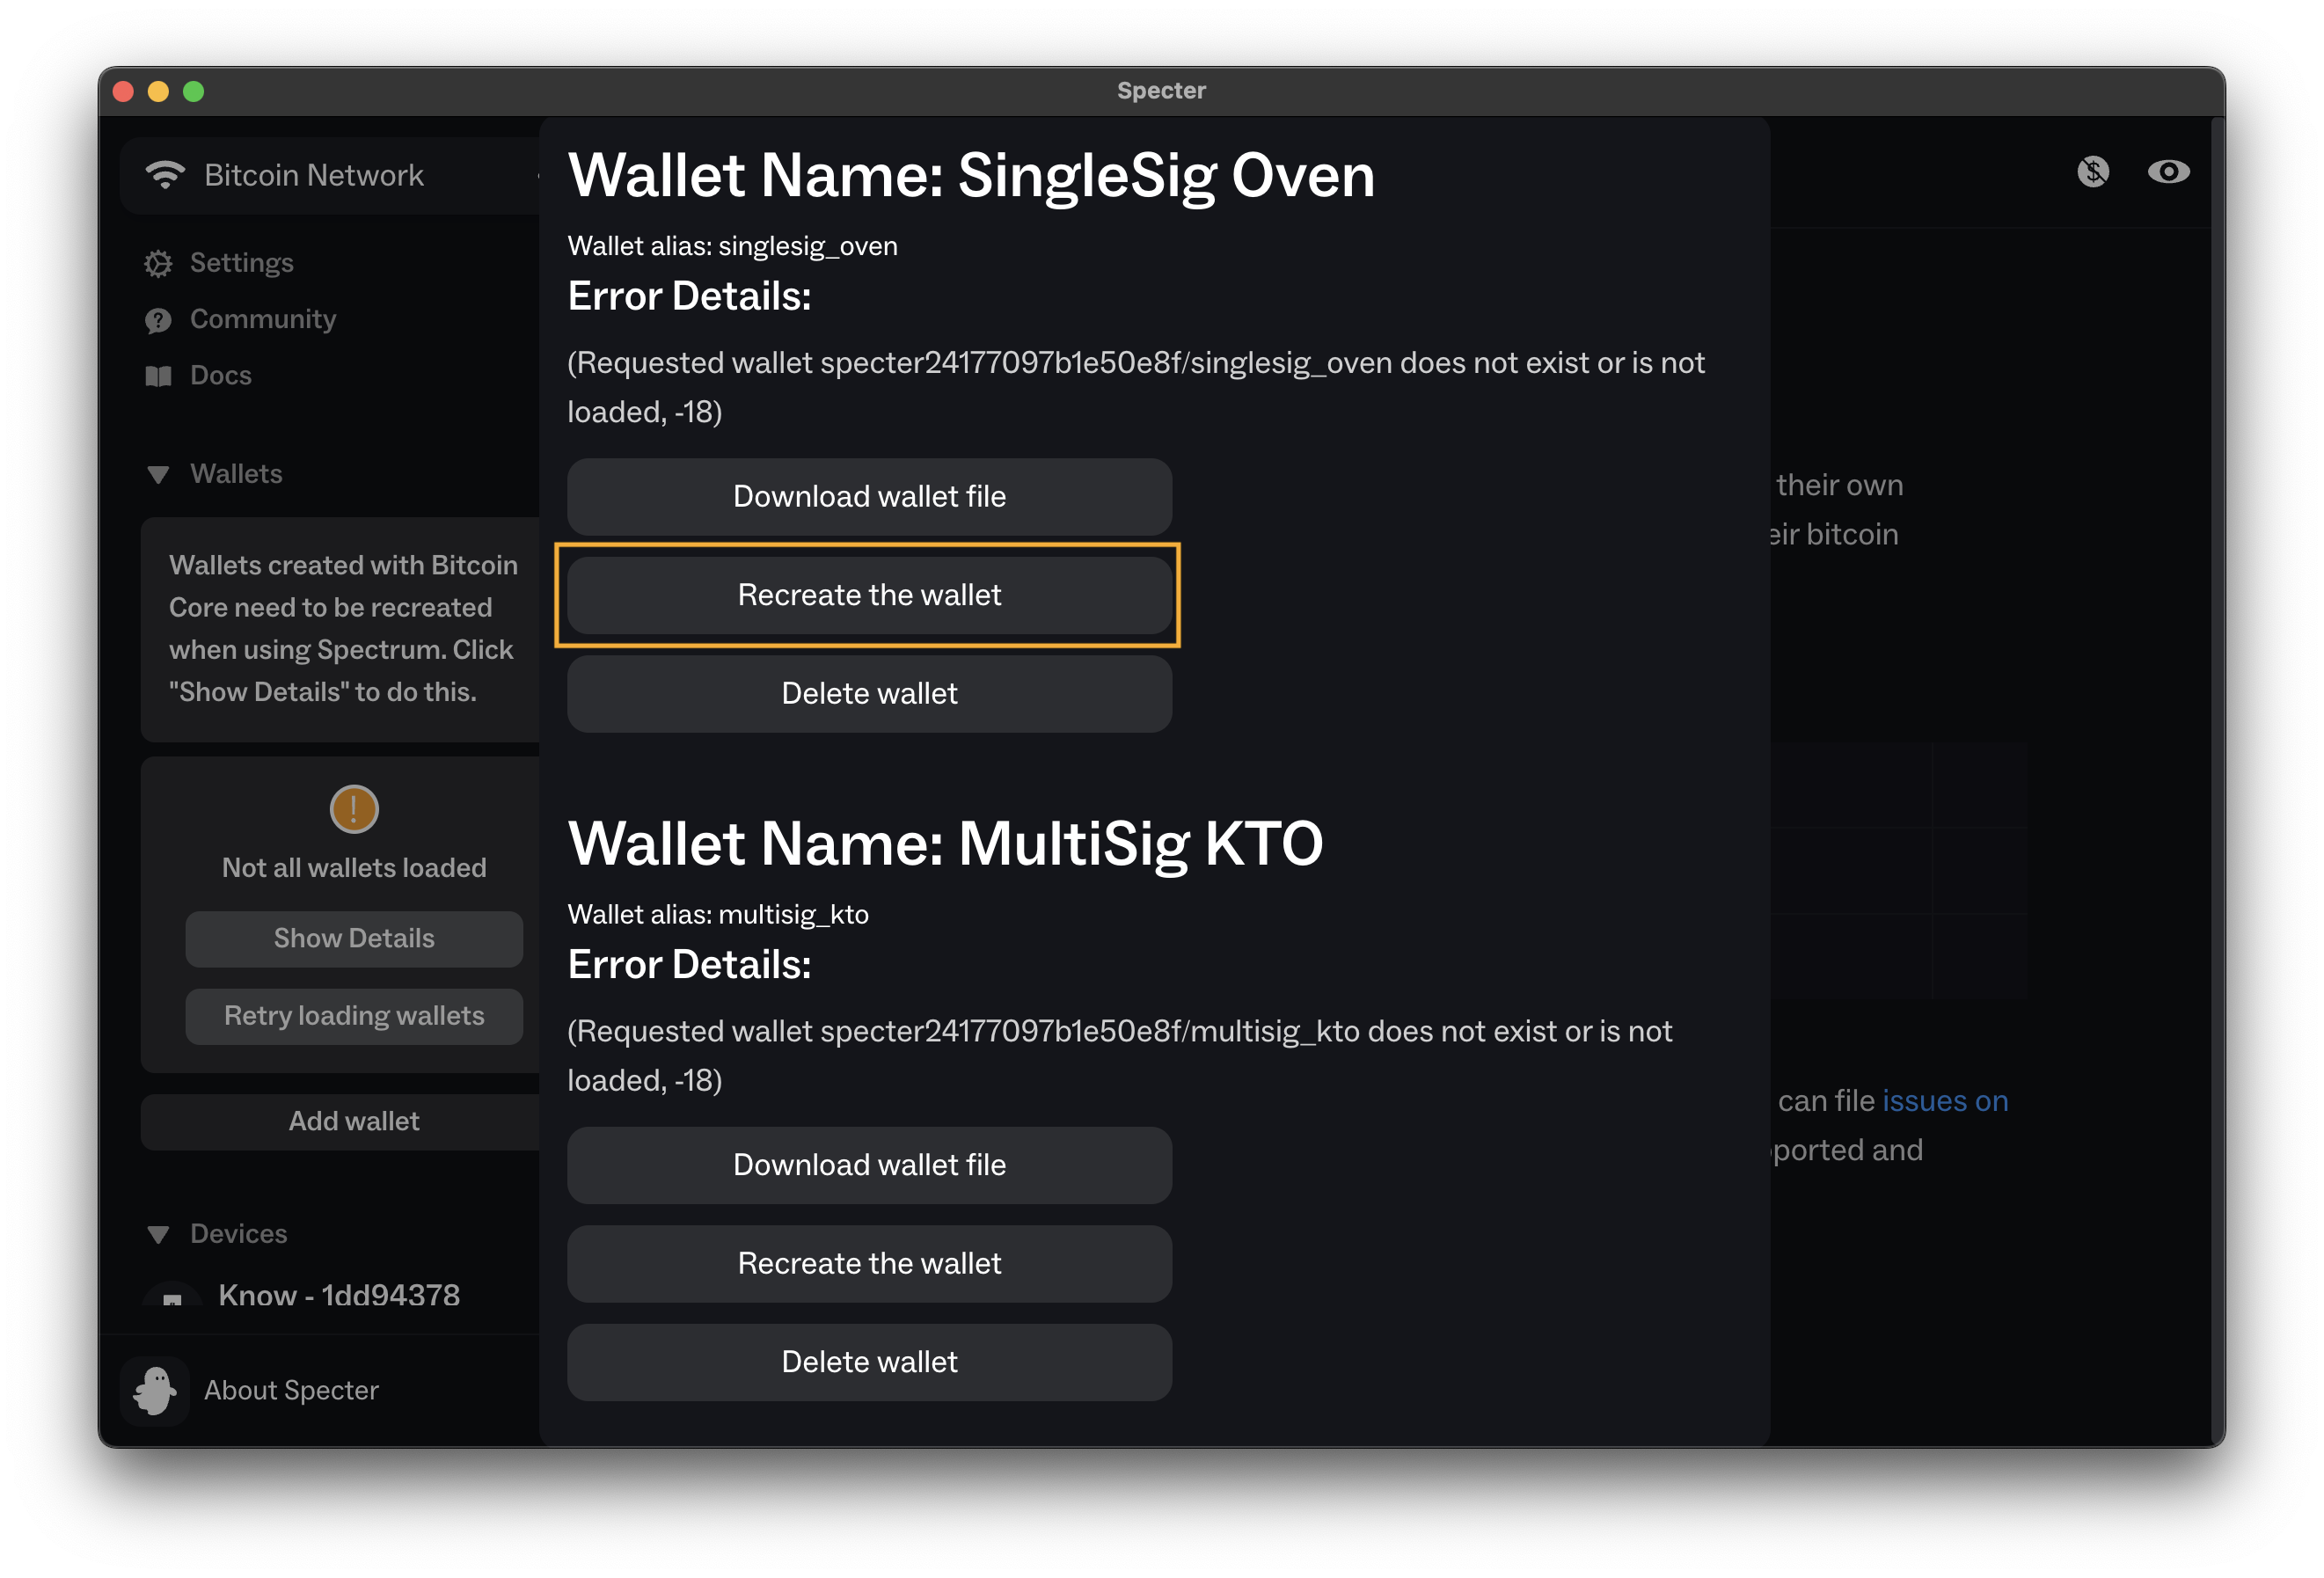 Specter
Bitcoin Network
Settings
Community
Docs
Wallets
Wallets created with Bitcoin
Core need to be recreated
when using Spectrum. Click
"Show Details" to do this.
Not all wallets loaded
Show Details
Retry loading wallets
Add wallet
Devices
Know - 1dd94378
About Specter
Wallet Name: SingleSig Oven
Wallet alias: singlesig_oven
Error Details:
(Requested wallet specter24177097b1e50e8f/singlesig_oven does not exist or is not
loaded, -18)
Download wallet file
Recreate the wallet
Delete wallet
Wallet Name: MultiSig KTO
Wallet alias: multisig_kto
Error Details:
(Requested wallet specter24177097b1e50e8f/multisig_kto does not exist or is not
loaded, -18)
Download wallet file
Recreate the wallet
Delete wallet
their own
bitcoin
can file issues on
and